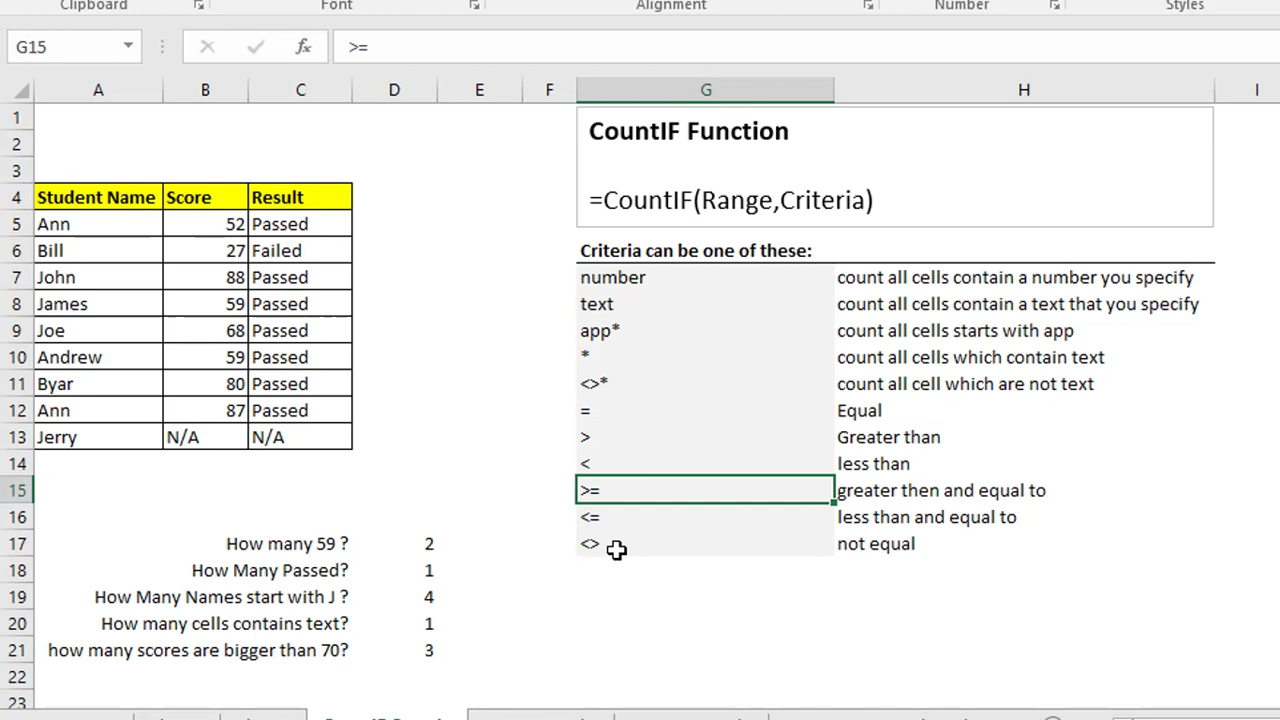 Clipboard Font Alignment Number Styles
G15 fx >=
A B C D E F G H I
1 CountIF Function
2
3 =CountIF(Range,Criteria)
4 Student Name Score Result
5 Ann 52 Passed Criteria can be one of these:
6 Bill 27 Failed
7 John 88 Passed number count all cells contain a number you specify
8 James 59 Passed text count all cells contain a text that you specify
9 Joe 68 Passed app* count all cells starts with app
10 Andrew 59 Passed * count all cells which contain text
11 Byar 80 Passed <>* count all cell which are not text
12 Ann 87 Passed = Equal
13 Jerry N/A N/A > Greater than
14 < less than
15 >= greater then and equal to
16 <= less than and equal to
17 How many 59 ? 2 <> not equal
18 How Many Passed? 1
19 How Many Names start with J ? 4
20 How many cells contains text? 1
21 how many scores are bigger than 70? 3
22
23